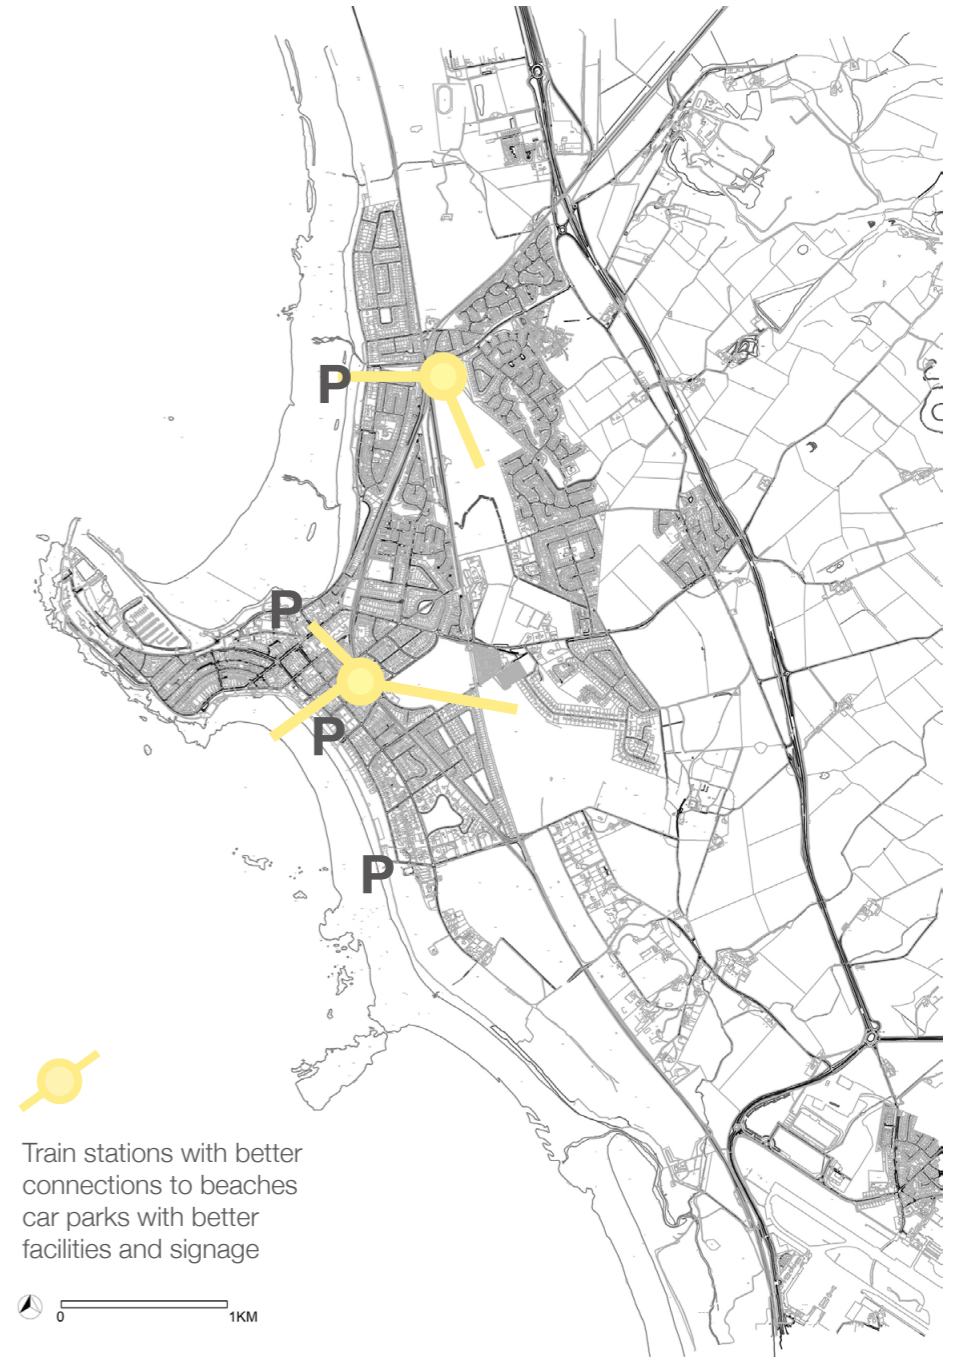 P
P
P
P
Train stations with better
connections to beaches
car parks with better
facilities and signage
0 1KM